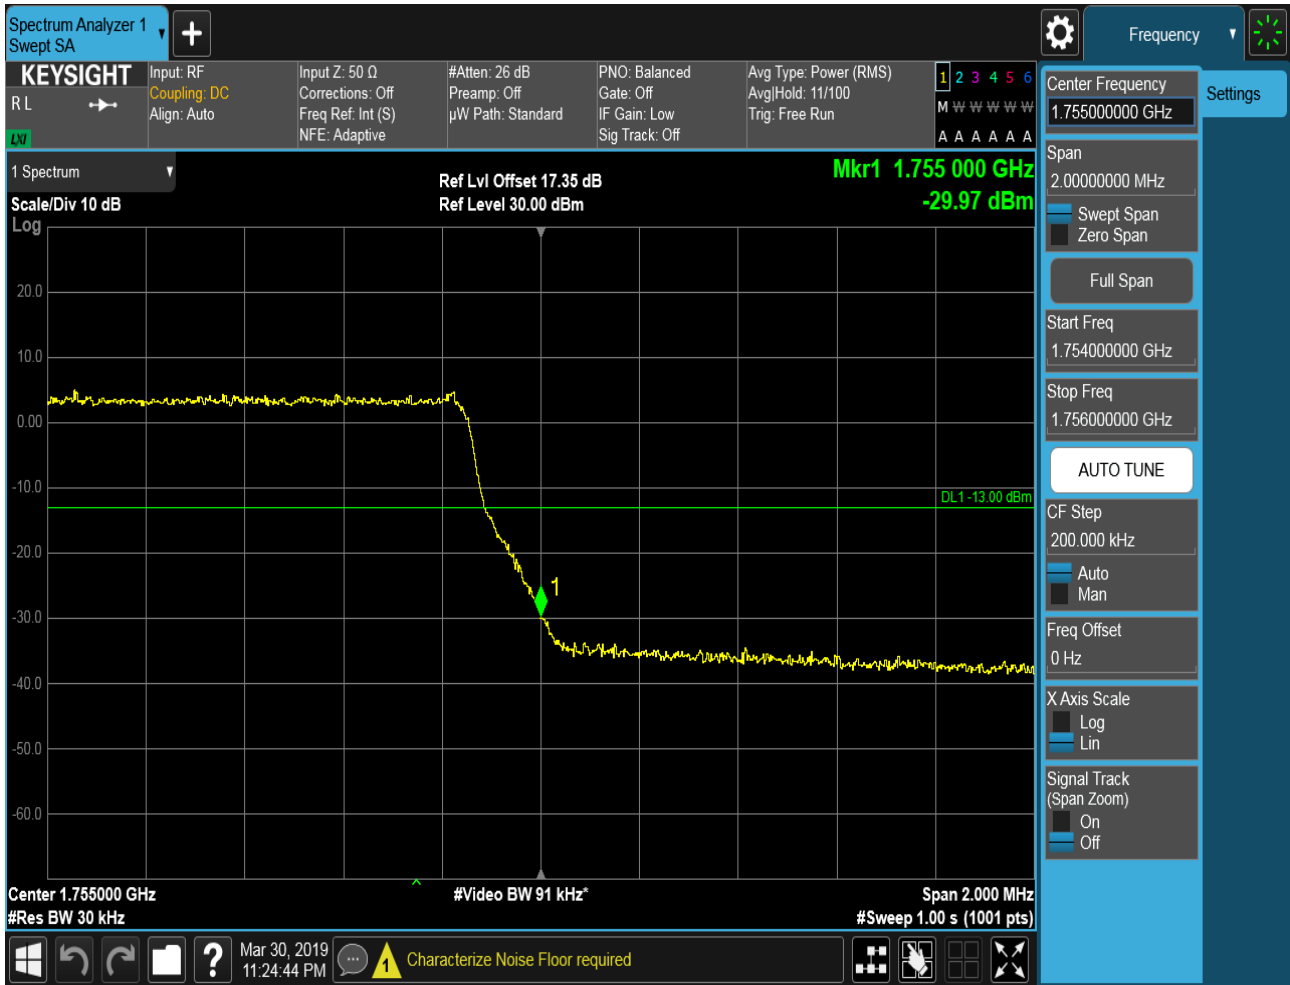 Spectrum Analyzer 1
Swept SA
Frequency
KEYSIGHT
R L
LXI
Input: RF
Coupling: DC
Align: Auto
Input Z: 50 Ω
Corrections: Off
Freq Ref: Int (S)
NFE: Adaptive
#Atten: 26 dB
Preamp: Off
µW Path: Standard
PNO: Balanced
Gate: Off
IF Gain: Low
Sig Track: Off
Avg Type: Power (RMS)
Avg|Hold: 11/100
Trig: Free Run
1 2 3 4 5 6
M W W W W W
A A A A A A
1 Spectrum
Scale/Div 10 dB
Log
Ref Lvl Offset 17.35 dB
Ref Level 30.00 dBm
Mkr1 1.755 000 GHz
-29.97 dBm
20.0
10.0
0.00
-10.0
DL1 -13.00 dBm
-20.0
1
-30.0
-40.0
-50.0
-60.0
Center 1.755000 GHz
#Video BW 91 kHz*
Span 2.000 MHz
#Res BW 30 kHz
#Sweep 1.00 s (1001 pts)
Center Frequency
1.755000000 GHz
Settings
Span
2.00000000 MHz
Swept Span
Zero Span
Full Span
Start Freq
1.754000000 GHz
Stop Freq
1.756000000 GHz
AUTO TUNE
CF Step
200.000 kHz
Auto
Man
Freq Offset
0 Hz
X Axis Scale
Log
Lin
Signal Track
(Span Zoom)
On
Off
?
Mar 30, 2019
11:24:44 PM
1
Characterize Noise Floor required